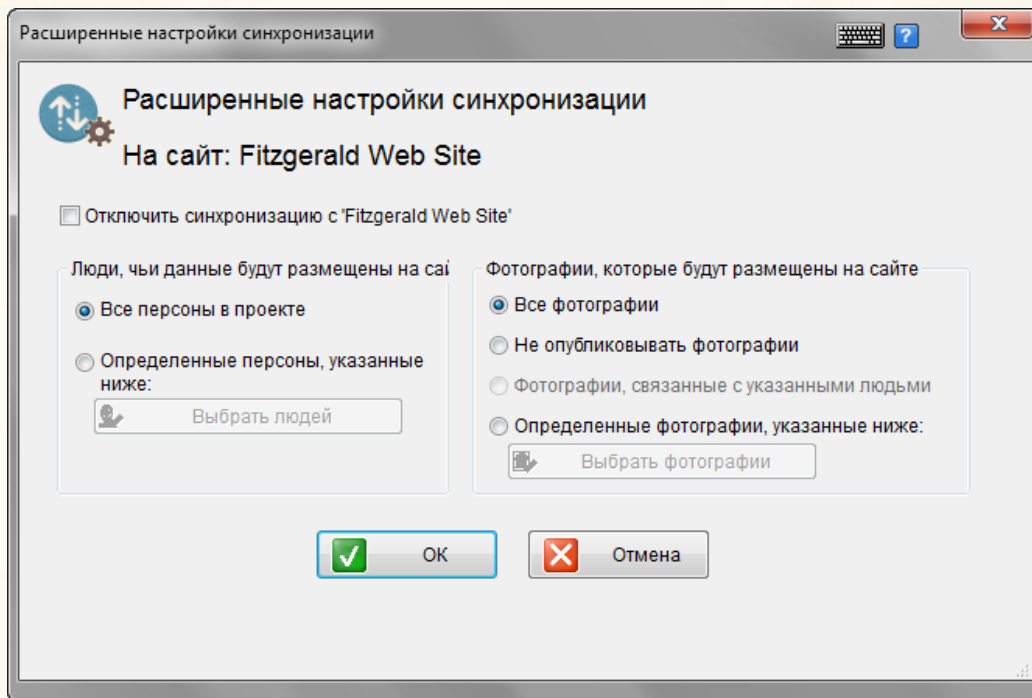 Расширенные настройки синхронизации
?
Расширенные настройки синхронизации
На сайт: Fitzgerald Web Site
Отключить синхронизацию с 'Fitzgerald Web Site'
Люди, чьи данные будут размещены на сай
Все персоны в проекте
Определенные персоны, указанные
ниже:
Выбрать людей
Фотографии, которые будут размещены на сайте
Все фотографии
Не опубликовывать фотографии
Фотографии, связанные с указанными людьми
Определенные фотографии, указанные ниже:
Выбрать фотографии
ОК
Отмена